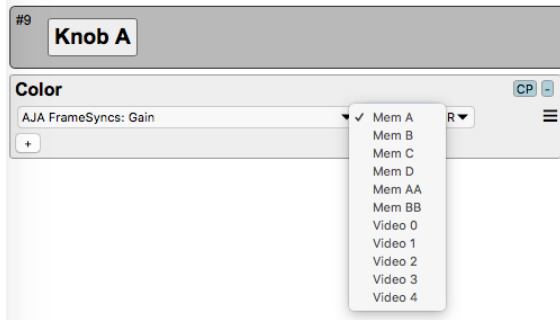 #9
Knob A
Color
CP
-
AJA FrameSyncs: Gain
✓ Mem A
R
+
Mem B
Mem C
Mem D
Mem AA
Mem BB
Video 0
Video 1
Video 2
Video 3
Video 4